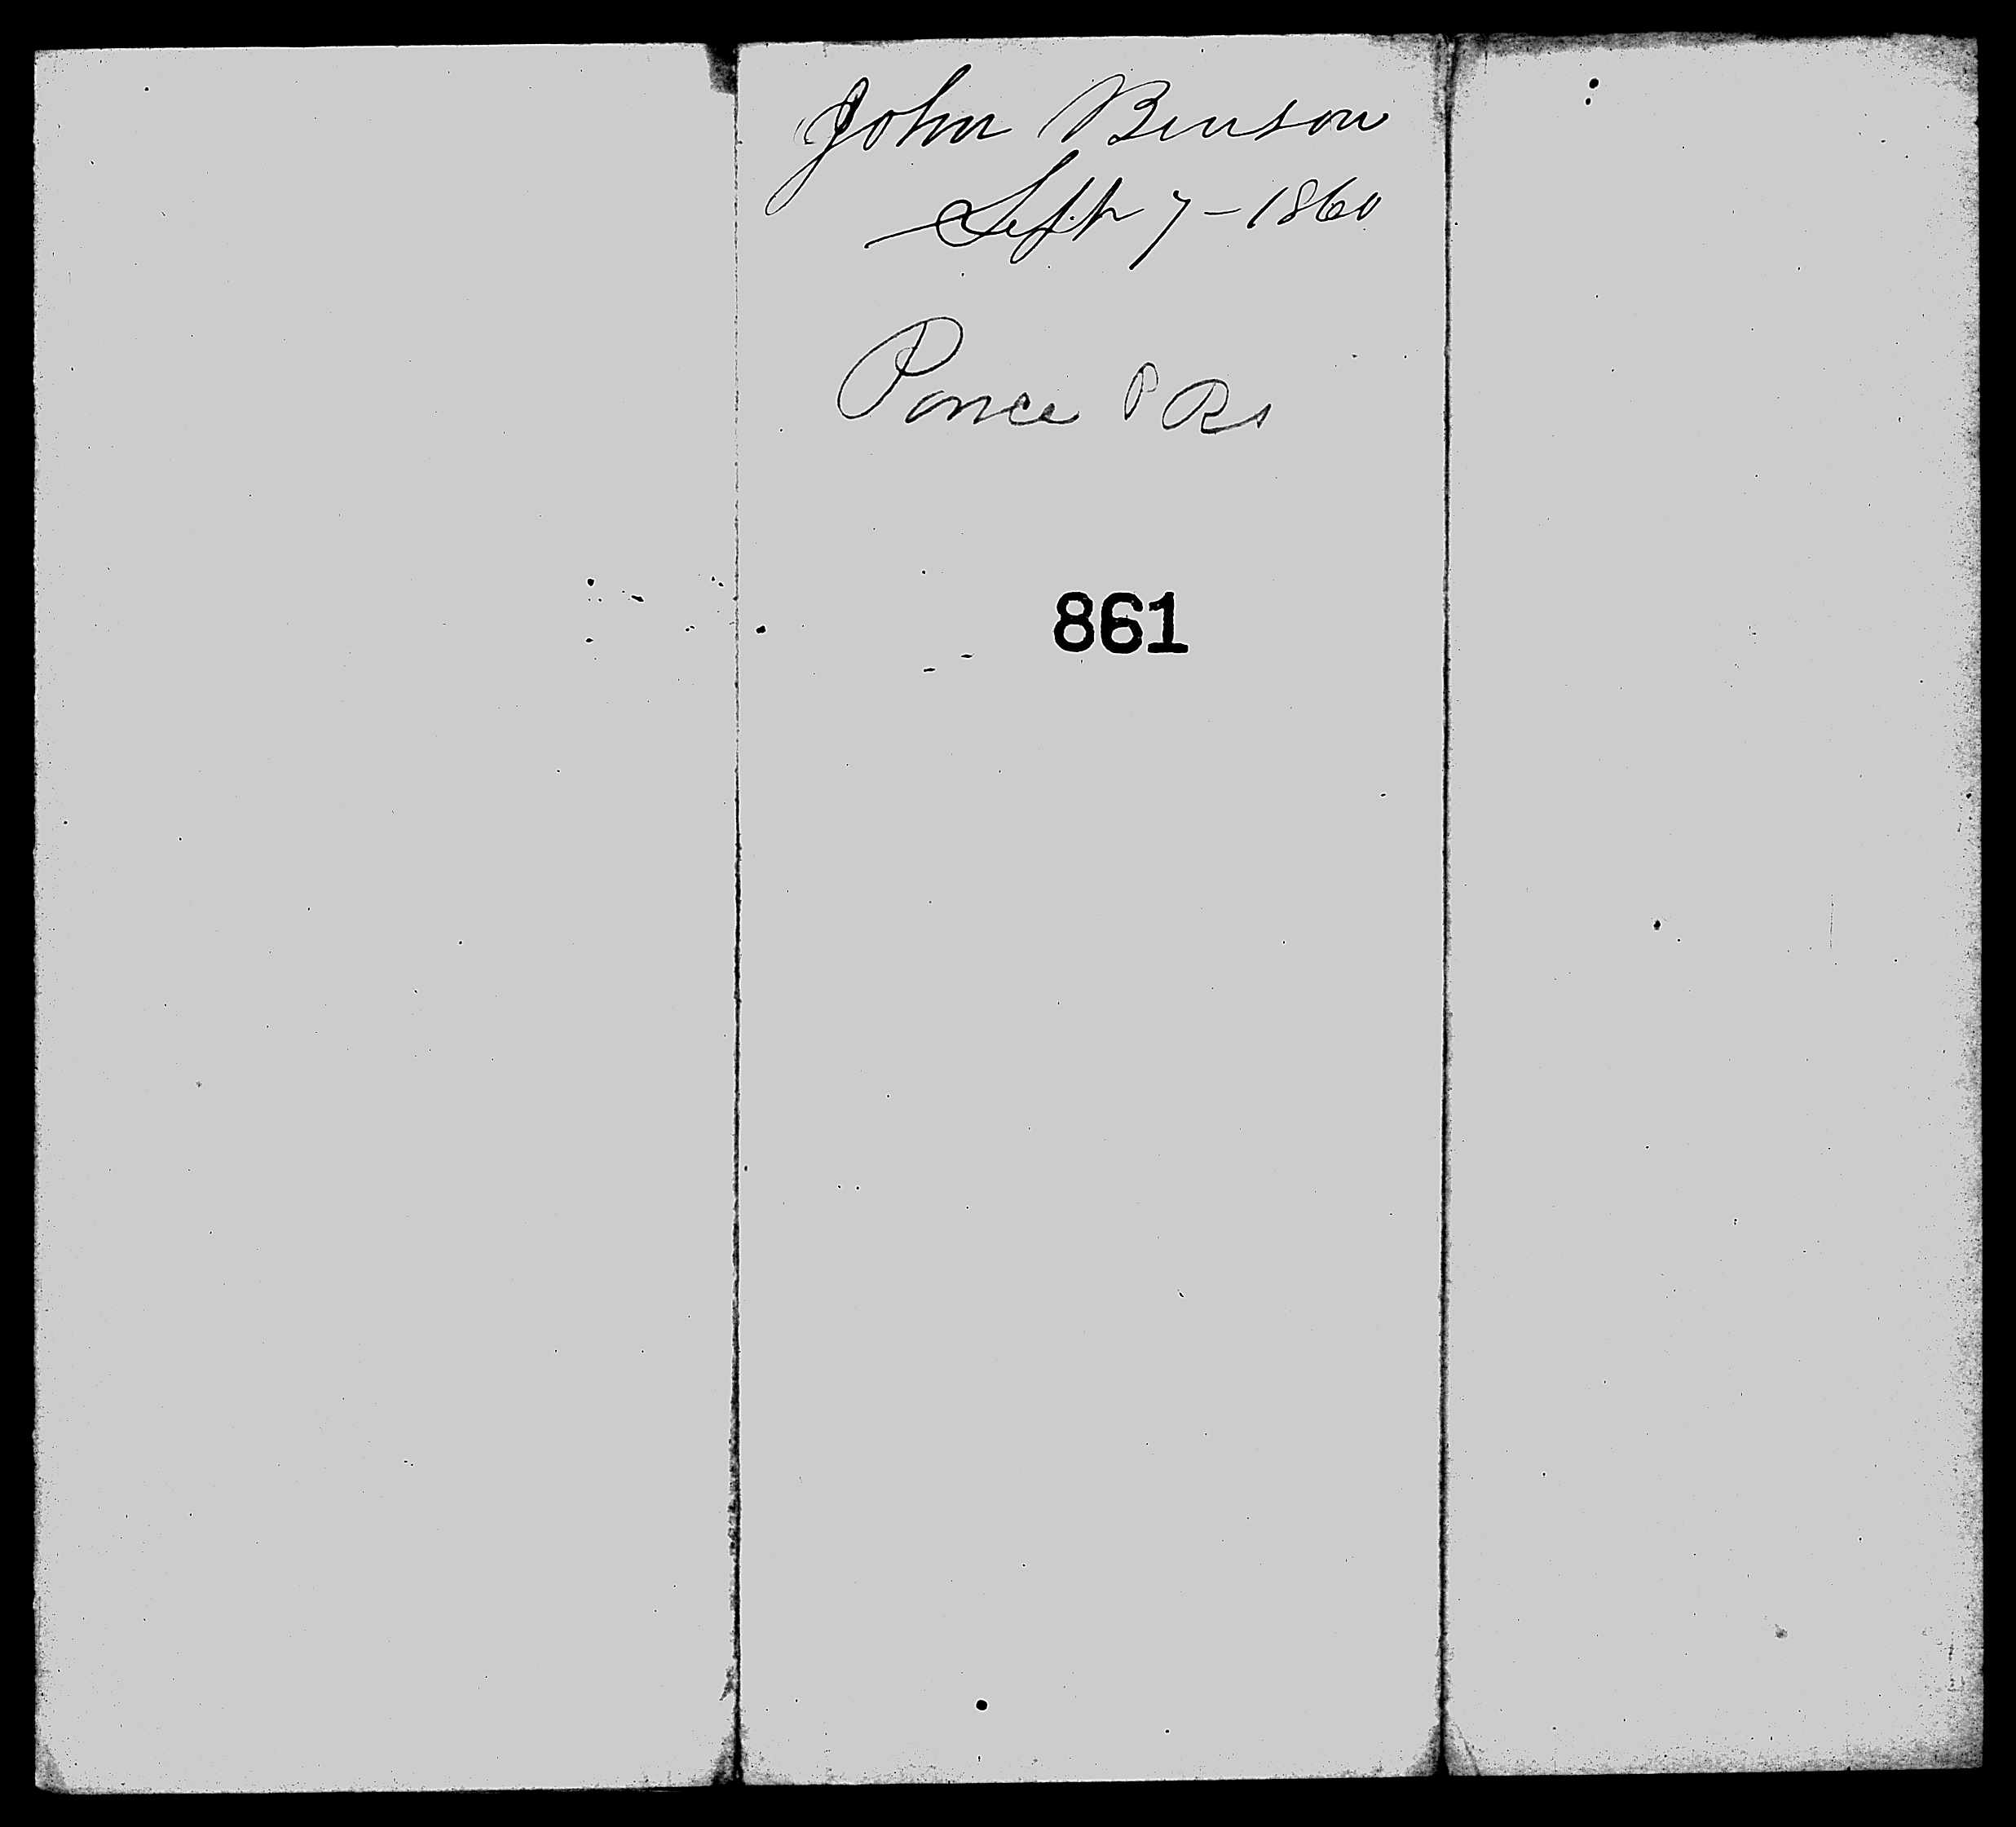 John Benson
Sept 7 - 1860
Ponce P R
861